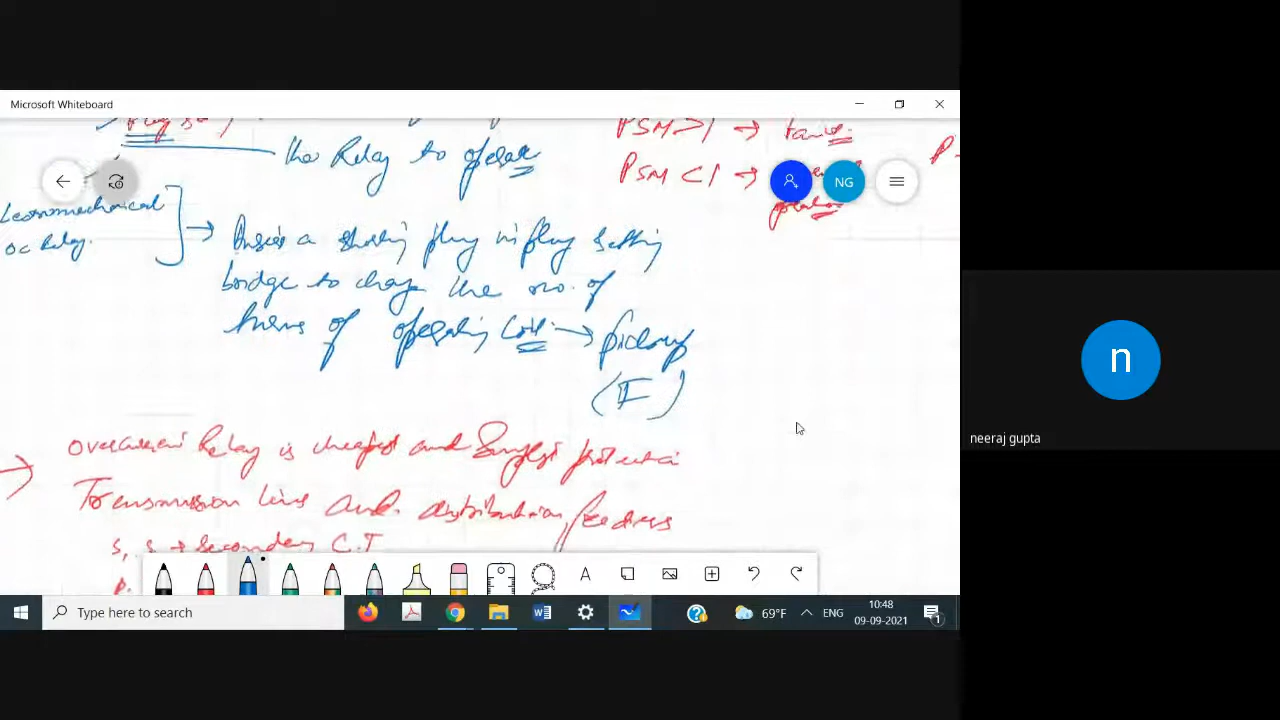 Microsoft Whiteboard
PSM >1 →
the Relay to operate
PSM <1 →
NG
OC Relay.
→ Insert a shorting plug in plug setting
bridge to change the no. of
turns of operating coil → pickup
(I)
neeraj gupta
→ Overcurrent Relay is cheapest and Simplest protection
Transmission line and distribution feeders
s, s → Secondary C.T
Type here to search
69°F
ENG
10:48
09-09-2021